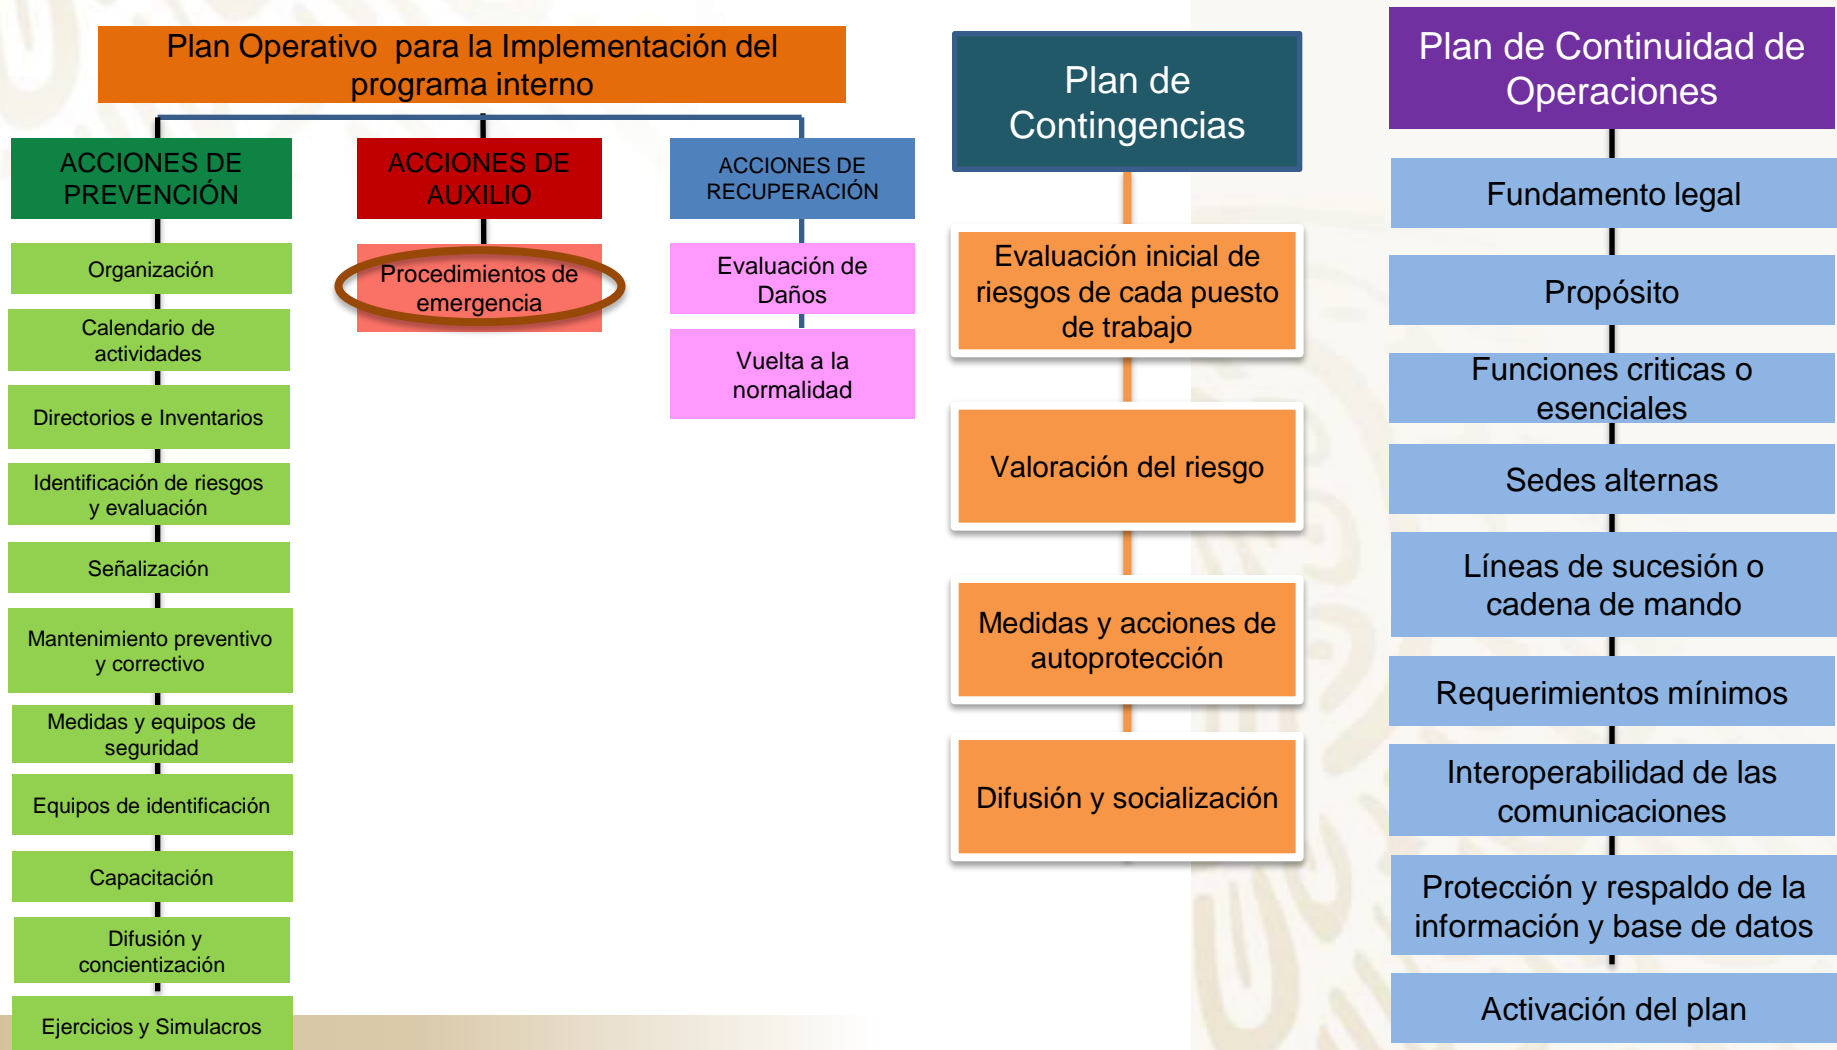 Plan Operativo para la Implementación del
programa interno
ACCIONES DE
PREVENCIÓN
Organización
Calendario de
actividades
Directorios e Inventarios
Identificación de riesgos
y evaluación
Señalización
Mantenimiento preventivo
y correctivo
Medidas y equipos de
seguridad
Equipos de identificación
Capacitación
Difusión y
concientización
Ejercicios y Simulacros
ACCIONES DE
AUXILIO
Procedimientos de
emergencia
ACCIONES DE
RECUPERACIÓN
Evaluación de
Daños
Vuelta a la
normalidad
Plan de
Contingencias
Evaluación inicial de
riesgos de cada puesto
de trabajo
Valoración del riesgo
Medidas y acciones de
autoprotección
Difusión y socialización
Plan de Continuidad de
Operaciones
Fundamento legal
Propósito
Funciones criticas o
esenciales
Sedes alternas
Líneas de sucesión o
cadena de mando
Requerimientos mínimos
Interoperabilidad de las
comunicaciones
Protección y respaldo de la
información y base de datos
Activación del plan